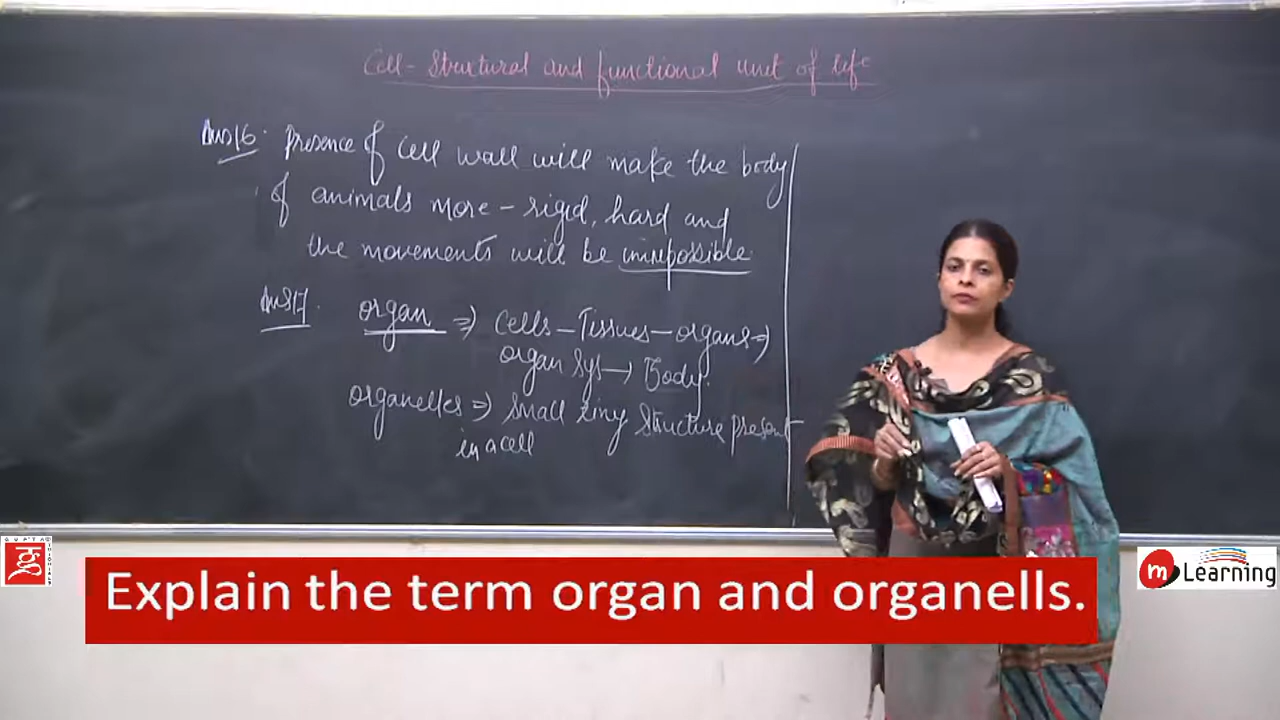 Cell - Structural and functional unit of life
Ans16. Presence of cell wall will make the body
of animals more - rigid, hard and
the movements will be
Ans17. organ ⇒ Cells - Tissues - organs ⇒
organ Sys → Body.
organelles ⇒ Small tiny structure present
in a cell
GUPTA
Explain the term organ and organells.
m Learning